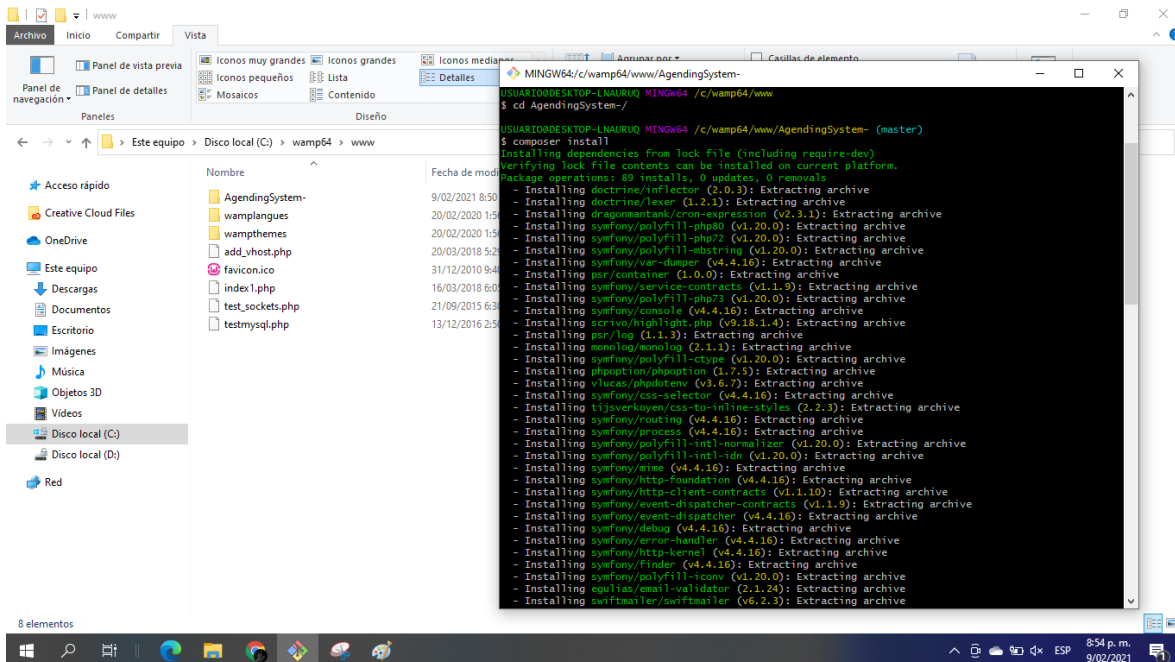 www
Archivo Inicio Compartir Vista
Panel de navegación
Panel de vista previa
Panel de detalles
Paneles
Iconos muy grandes Iconos grandes Iconos medianos
Iconos pequeños Lista Detalles
Mosaicos Contenido
Diseño
Agrupar por
Casillas de elemento
Este equipo > Disco local (C:) > wamp64 > www
Acceso rápido
Creative Cloud Files
OneDrive
Este equipo
Descargas
Documentos
Escritorio
Imágenes
Música
Objetos 3D
Vídeos
Disco local (C:)
Disco local (D:)
Red
Nombre Fecha de modi
AgendingSystem- 9/02/2021 8:50
wamplangues 20/02/2020 1:56
wampthemes 20/02/2020 1:56
add_vhost.php 20/03/2018 5:29
favicon.ico 31/12/2010 9:40
index1.php 16/03/2018 6:05
test_sockets.php 21/09/2015 6:30
testmysql.php 13/12/2016 2:50
MINGW64:/c/wamp64/www/AgendingSystem-
USUARIO@DESKTOP-LNAURUQ MINGW64 /c/wamp64/www
$ cd AgendingSystem-/
USUARIO@DESKTOP-LNAURUQ MINGW64 /c/wamp64/www/AgendingSystem- (master)
$ composer install
Installing dependencies from lock file (including require-dev)
Verifying lock file contents can be installed on current platform.
Package operations: 89 installs, 0 updates, 0 removals
- Installing doctrine/inflector (2.0.3): Extracting archive
- Installing doctrine/lexer (1.2.1): Extracting archive
- Installing dragonmantank/cron-expression (v2.3.1): Extracting archive
- Installing symfony/polyfill-php80 (v1.20.0): Extracting archive
- Installing symfony/polyfill-php72 (v1.20.0): Extracting archive
- Installing symfony/polyfill-mbstring (v1.20.0): Extracting archive
- Installing symfony/var-dumper (v4.4.16): Extracting archive
- Installing psr/container (1.0.0): Extracting archive
- Installing symfony/service-contracts (v1.1.9): Extracting archive
- Installing symfony/polyfill-php73 (v1.20.0): Extracting archive
- Installing symfony/console (v4.4.16): Extracting archive
- Installing scrivo/highlight.php (v9.18.1.4): Extracting archive
- Installing psr/log (1.1.3): Extracting archive
- Installing monolog/monolog (2.1.1): Extracting archive
- Installing symfony/polyfill-ctype (v1.20.0): Extracting archive
- Installing phpoption/phpoption (1.7.5): Extracting archive
- Installing vlucas/phpdotenv (v3.6.7): Extracting archive
- Installing symfony/css-selector (v4.4.16): Extracting archive
- Installing tijsverkoyen/css-to-inline-styles (2.2.3): Extracting archive
- Installing symfony/routing (v4.4.16): Extracting archive
- Installing symfony/process (v4.4.16): Extracting archive
- Installing symfony/polyfill-intl-normalizer (v1.20.0): Extracting archive
- Installing symfony/polyfill-intl-idn (v1.20.0): Extracting archive
- Installing symfony/mime (v4.4.16): Extracting archive
- Installing symfony/http-foundation (v4.4.16): Extracting archive
- Installing symfony/http-client-contracts (v1.1.10): Extracting archive
- Installing symfony/event-dispatcher-contracts (v1.1.9): Extracting archive
- Installing symfony/event-dispatcher (v4.4.16): Extracting archive
- Installing symfony/debug (v4.4.16): Extracting archive
- Installing symfony/error-handler (v4.4.16): Extracting archive
- Installing symfony/http-kernel (v4.4.16): Extracting archive
- Installing symfony/finder (v4.4.16): Extracting archive
- Installing symfony/polyfill-iconv (v1.20.0): Extracting archive
- Installing egulias/email-validator (2.1.24): Extracting archive
- Installing swiftmailer/swiftmailer (v6.2.3): Extracting archive
8 elementos
ESP
8:54 p. m.
9/02/2021
1